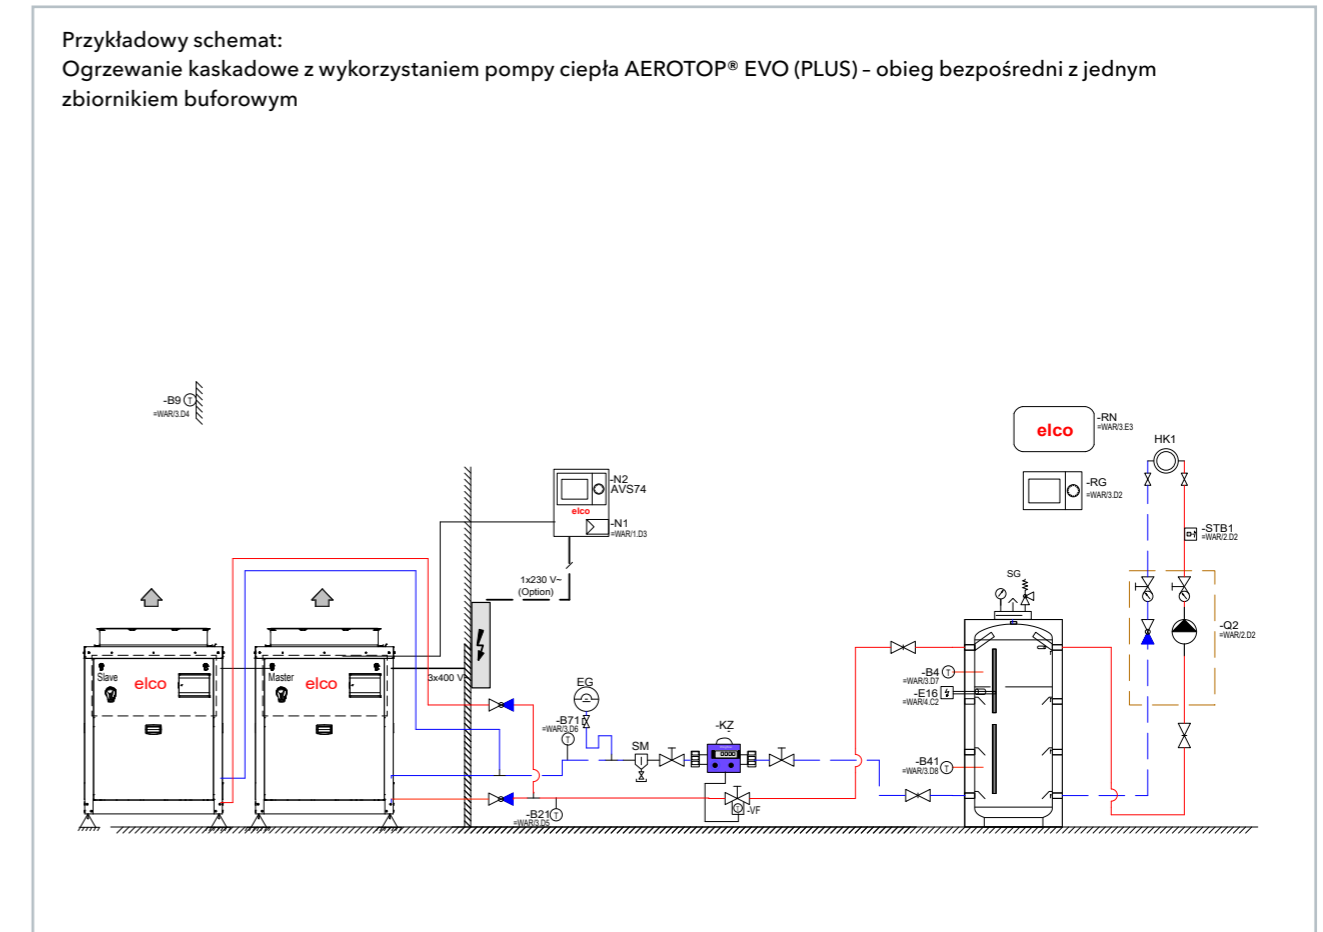 Przykładowy schemat:
Ogrzewanie kaskadowe z wykorzystaniem pompy ciepła AEROTOP® EVO (PLUS) – obieg bezpośredni z jednym
zbiornikiem buforowym
-B9
=WAR/3.D4
T
elco
-RN
=WAR/3.E3
HK1
-N2
AVS74
elco
-N1
=WAR/1.D3
-RG
=WAR/3.D2
-STB1
=WAR/2.D2
1x230 V~
(Option)
SG
-Q2
=WAR/2.D2
Slave
elco
Master
elco
3x400 V
-B4
=WAR/3.D7
T
-E16
=WAR/4.C2
EG
-B71
=WAR/3.D6
T
SM
-KZ
-B41
=WAR/3.D8
T
-B21
=WAR/3.D5
T
-VF
T